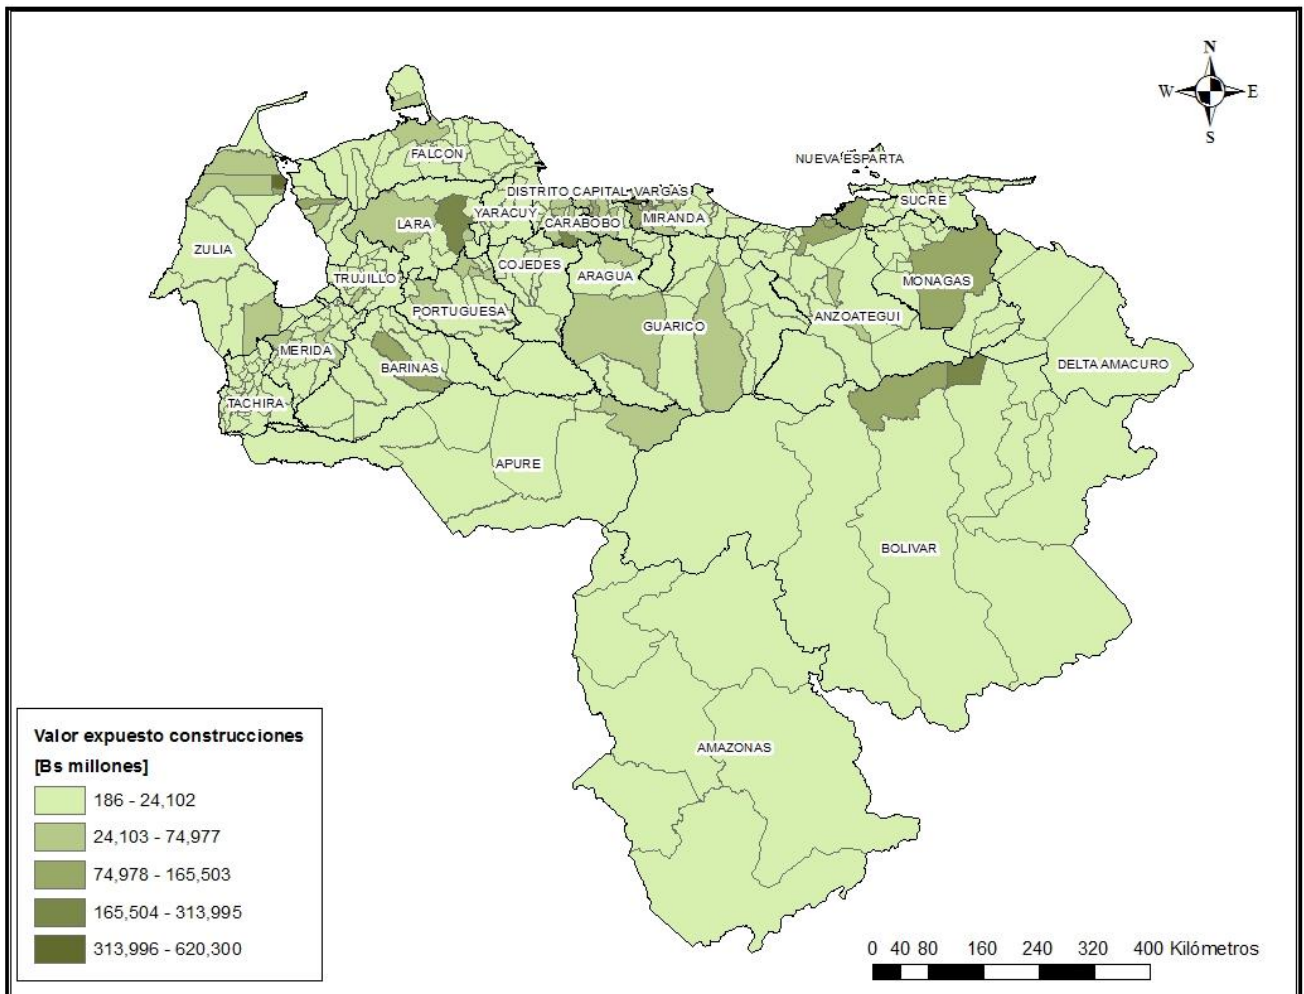 N
W E
S
NUEVA ESPARTA
FALCON
DISTRITO CAPITAL VARGAS
SUCRE
LARA
YARACUY
CARABOBO
MIRANDA
ZULIA
COJEDES
TRUJILLO
ARAGUA
MONAGAS
PORTUGUESA
ANZOATEGUI
GUARICO
MERIDA
BARINAS
DELTA AMACURO
TACHIRA
APURE
BOLIVAR
AMAZONAS
Valor expuesto construcciones
[Bs millones]
186 - 24,102
24,103 - 74,977
74,978 - 165,503
165,504 - 313,995
313,996 - 620,300
0 40 80 160 240 320 400 Kilómetros